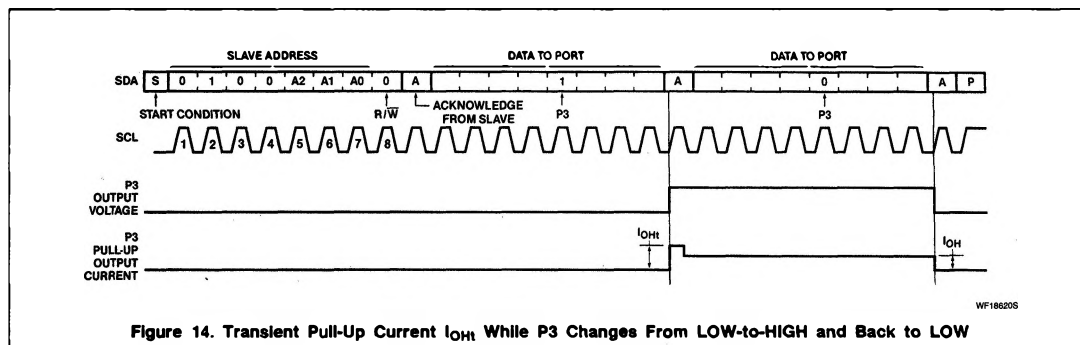 SLAVE ADDRESS DATA TO PORT DATA TO PORT
SDA S 0 1 0 0 A2 A1 A0 0 A 1 A 0 A P
START CONDITION R/W̅ ACKNOWLEDGE FROM SLAVE P3 P3
SCL 1 2 3 4 5 6 7 8
P3
OUTPUT
VOLTAGE
P3
PULL-UP
OUTPUT
CURRENT
IOHt
IOH
WF18620S
Figure 14. Transient Pull-Up Current IOHt While P3 Changes From LOW-to-HIGH and Back to LOW